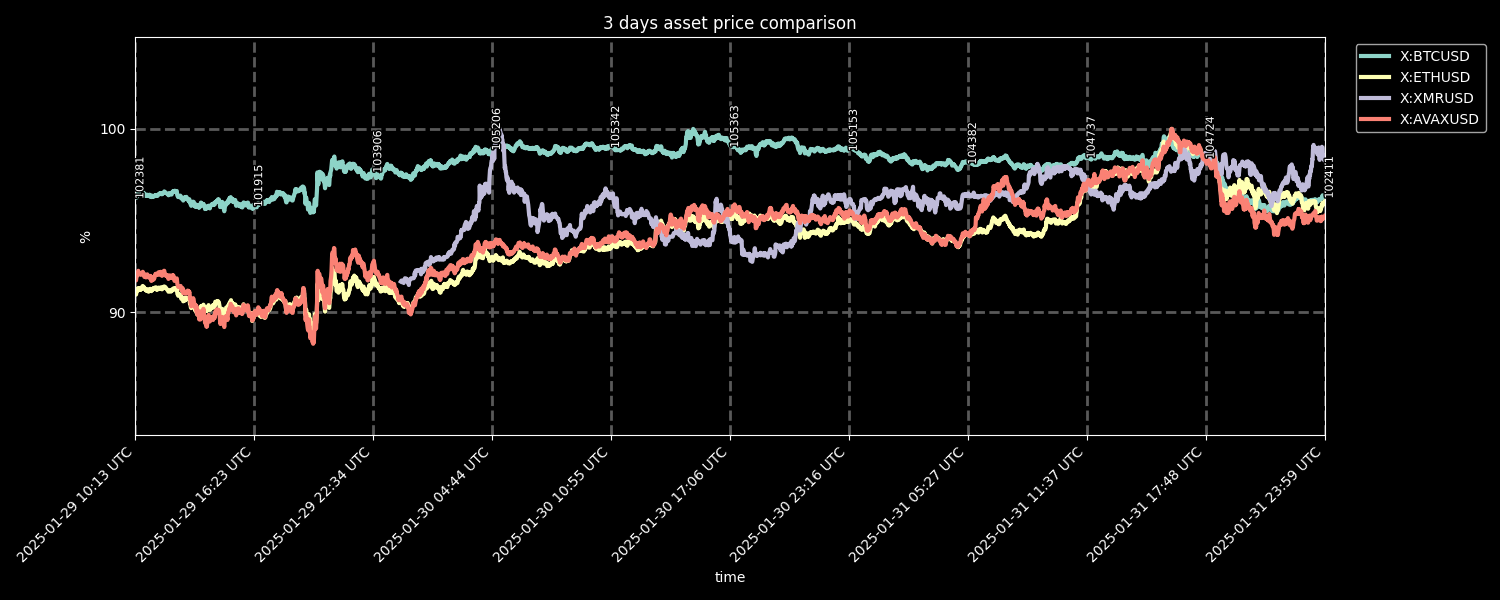 3 days asset price comparison
X:BTCUSD
X:ETHUSD
X:XMRUSD
X:AVAXUSD
100
90
%
102381
101915
103906
105206
105342
105363
105153
104382
104737
104724
102411
2025-01-29 10:13 UTC
2025-01-29 16:23 UTC
2025-01-29 22:34 UTC
2025-01-30 04:44 UTC
2025-01-30 10:55 UTC
2025-01-30 17:06 UTC
2025-01-30 23:16 UTC
2025-01-31 05:27 UTC
2025-01-31 11:37 UTC
2025-01-31 17:48 UTC
2025-01-31 23:59 UTC
time